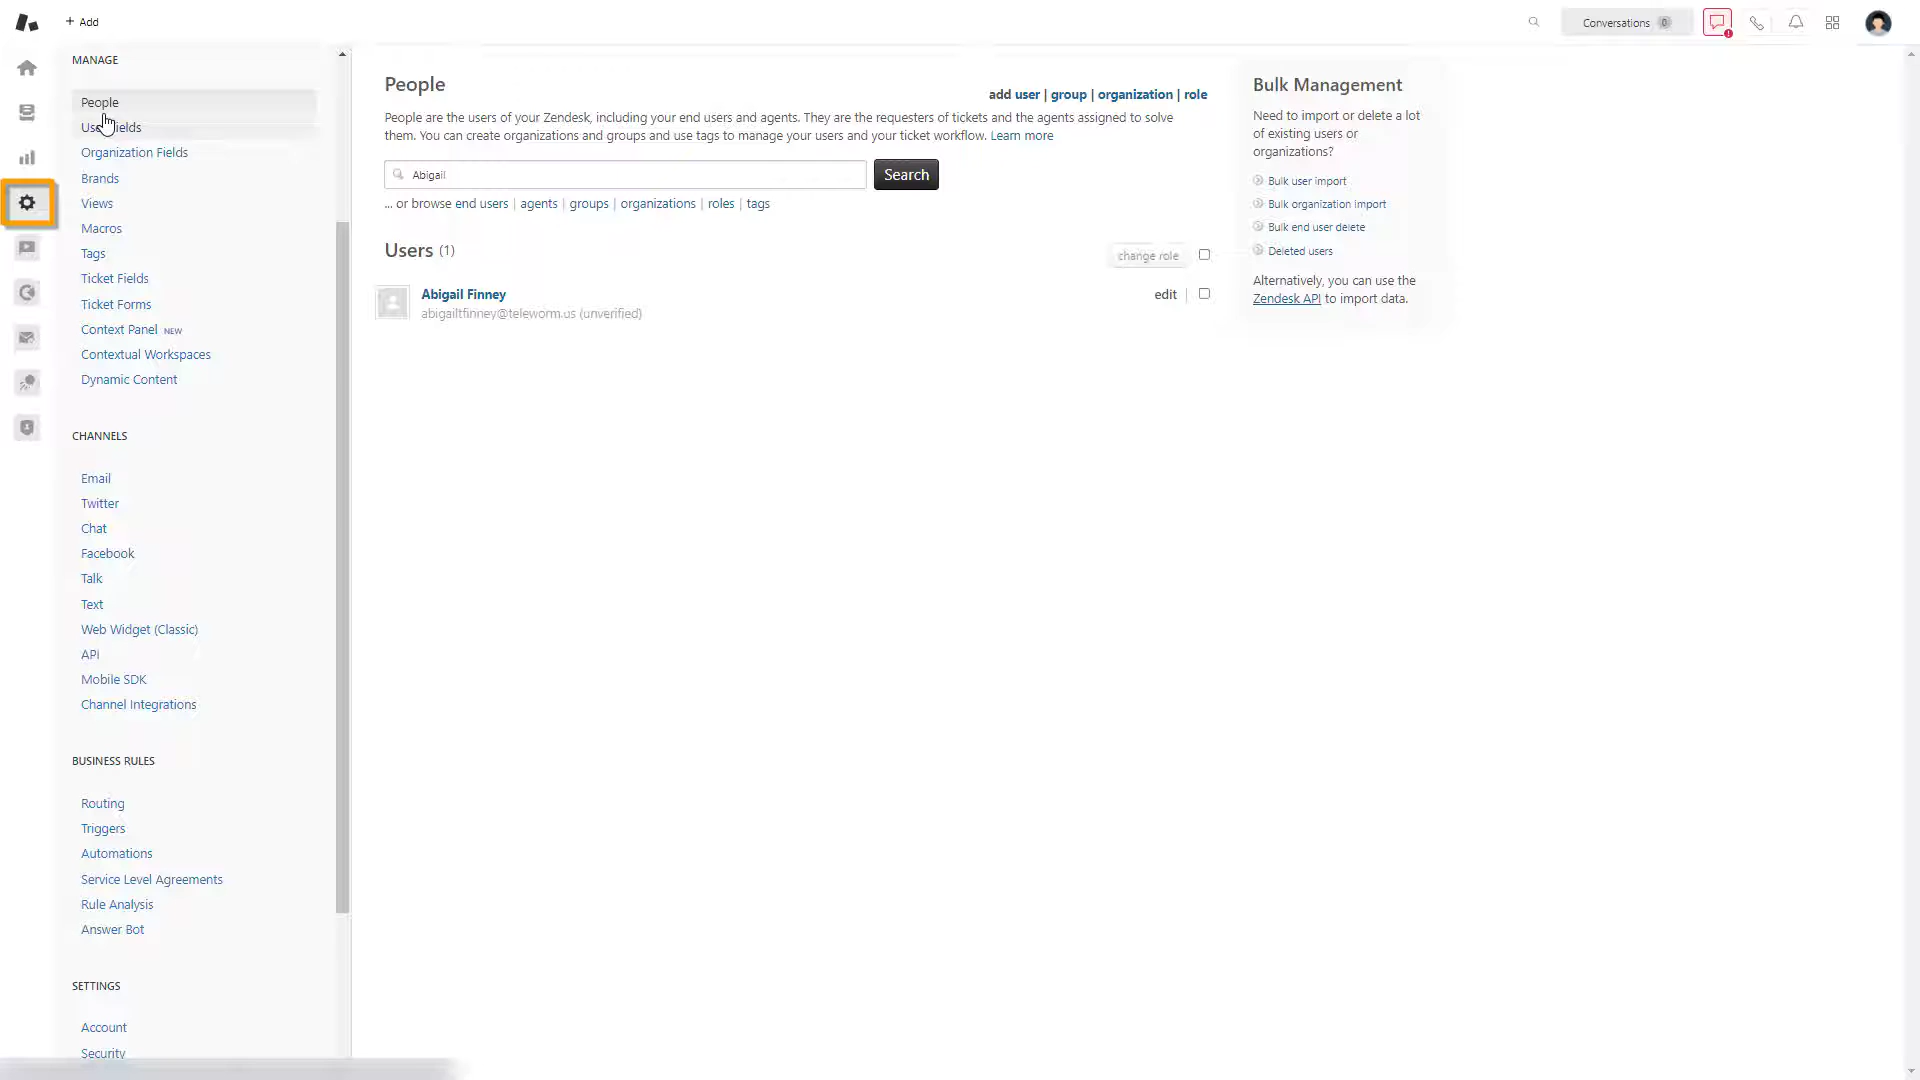 + Add
Conversations 0
MANAGE
People
User Fields
Organization Fields
Brands
Views
Macros
Tags
Ticket Fields
Ticket Forms
Context Panel NEW
Contextual Workspaces
Dynamic Content
CHANNELS
Email
Twitter
Chat
Facebook
Talk
Text
Web Widget (Classic)
API
Mobile SDK
Channel Integrations
BUSINESS RULES
Routing
Triggers
Automations
Service Level Agreements
Rule Analysis
Answer Bot
SETTINGS
Account
Security
People
add user | group | organization | role
People are the users of your Zendesk, including your end users and agents. They are the requesters of tickets and the agents assigned to solve
them. You can create organizations and groups and use tags to manage your users and your ticket workflow. Learn more
Abigail
Search
... or browse end users | agents | groups | organizations | roles | tags
Users (1)
change role
Abigail Finney
edit
abigailtfinney@teleworm.us (unverified)
Bulk Management
Need to import or delete a lot
of existing users or
organizations?
Bulk user import
Bulk organization import
Bulk end user delete
Deleted users
Alternatively, you can use the
Zendesk API to import data.